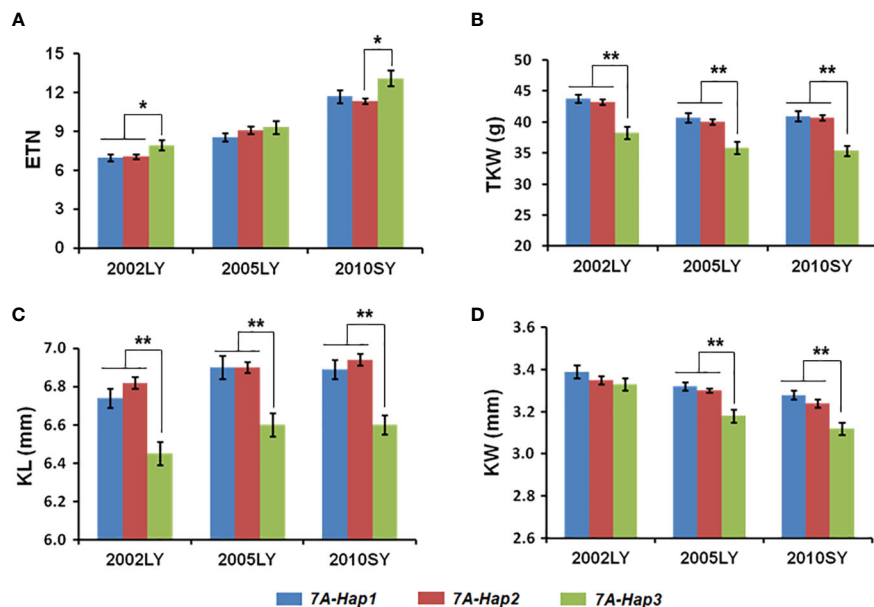 A
ETN
15
12
9
6
3
0
*
*
2002LY 2005LY 2010SY
B
TKW (g)
50
45
40
35
30
25
20
**
**
**
2002LY 2005LY 2010SY
C
KL (mm)
7.0
6.8
6.6
6.4
6.2
6.0
**
**
**
2002LY 2005LY 2010SY
D
KW (mm)
3.6
3.4
3.2
3.0
2.8
2.6
**
**
2002LY 2005LY 2010SY
7A-Hap1 7A-Hap2 7A-Hap3